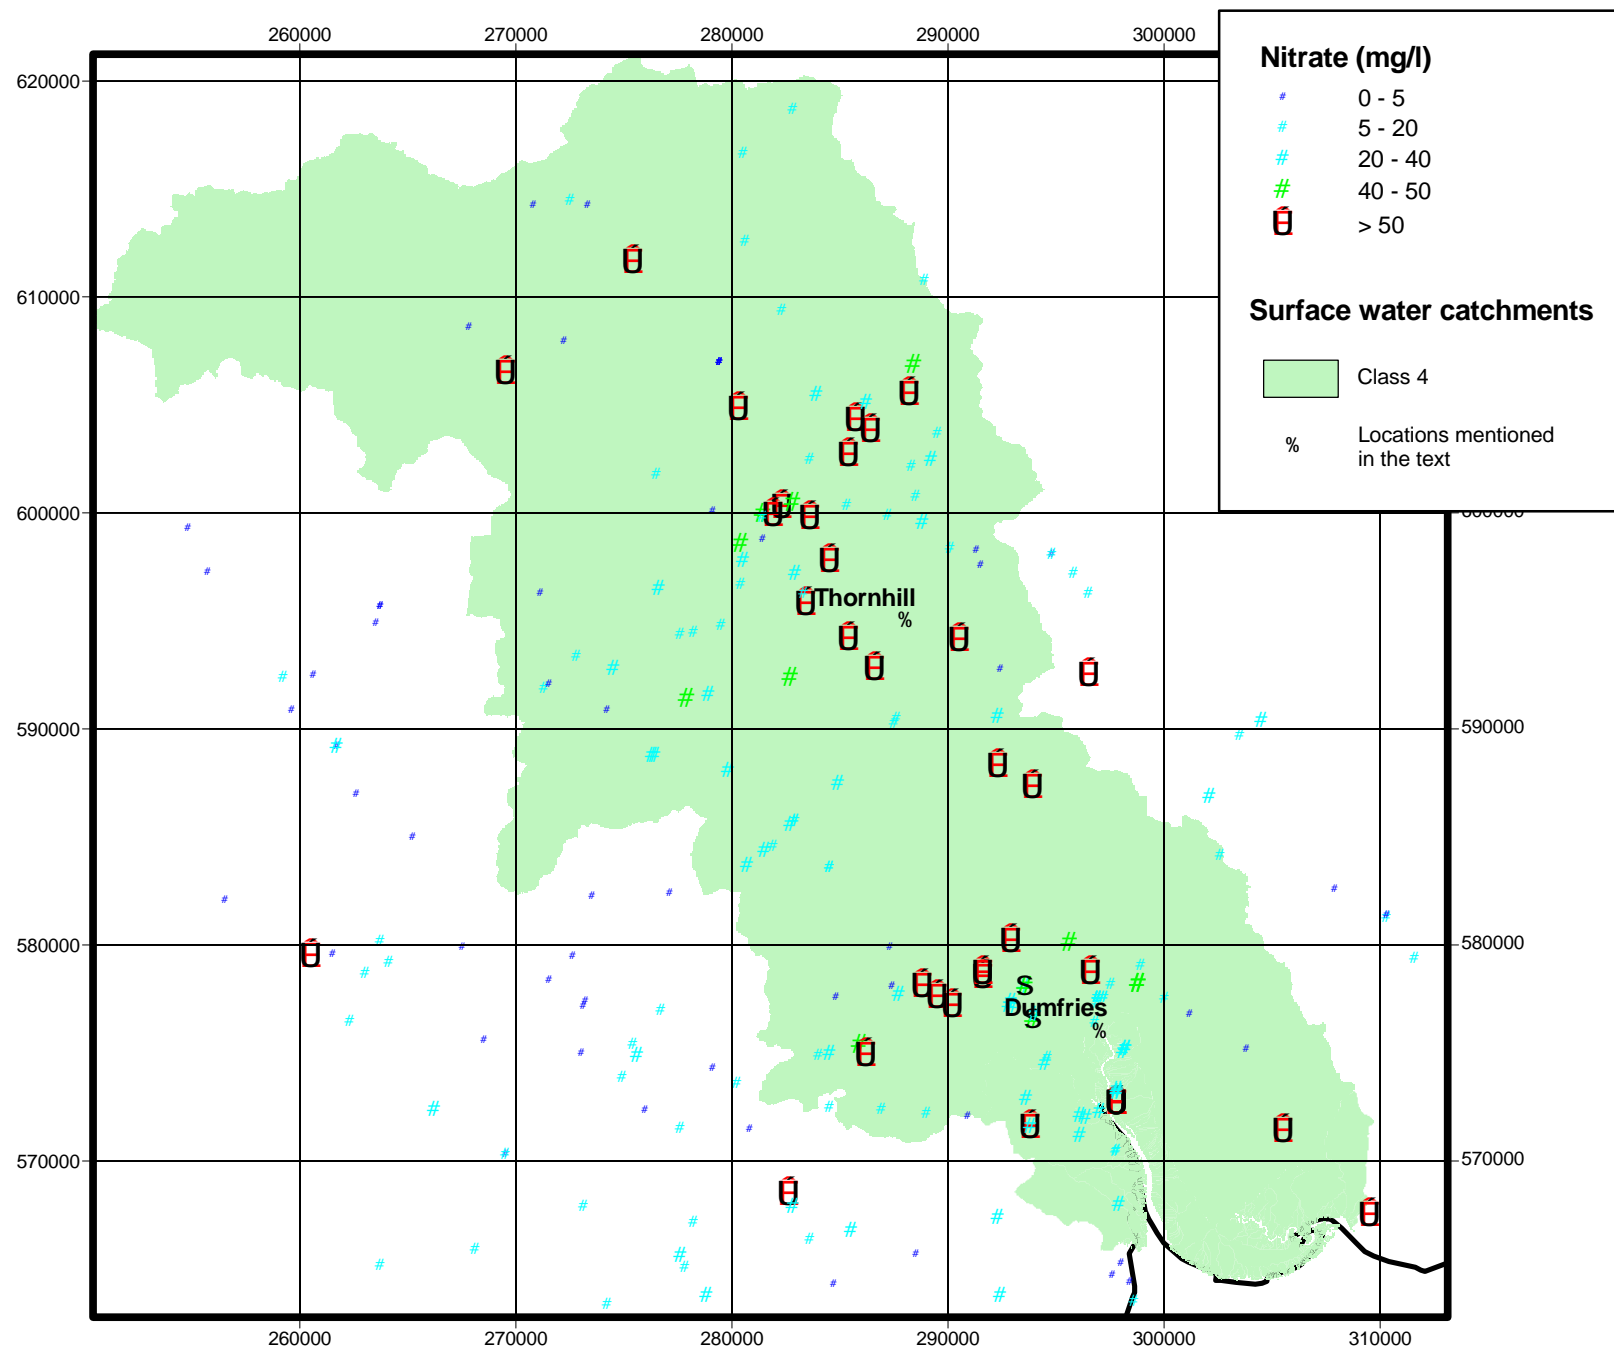 260000 270000 280000 290000 300000
Nitrate (mg/l)
# 0 - 5
# 5 - 20
# 20 - 40
# 40 - 50
> 50
Surface water catchments
Class 4
% Locations mentioned
in the text
620000
610000
600000
590000 590000
580000 580000
570000 570000
Thornhill
%
S
Dumfries
S
%
260000 270000 280000 290000 300000 310000